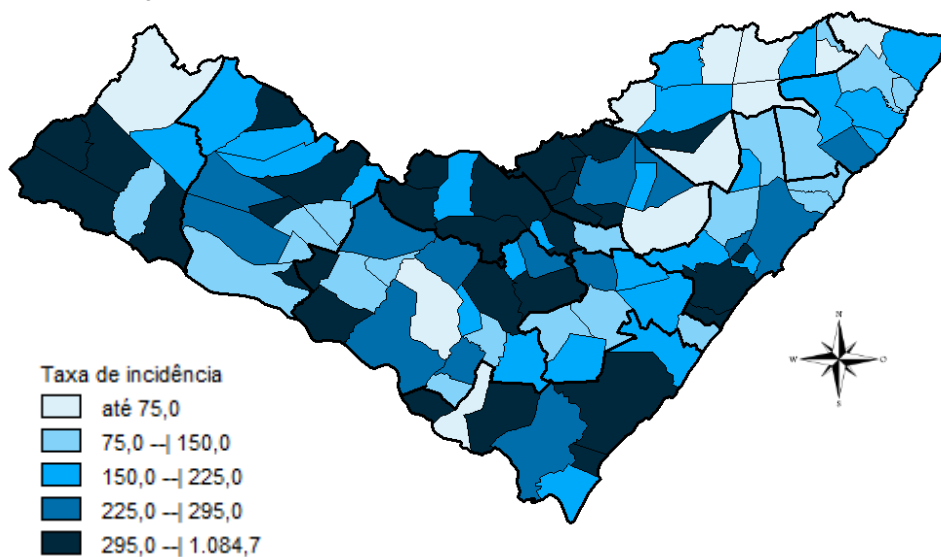 N
W
O
S
Taxa de incidência
até 75,0
75,0 --| 150,0
150,0 --| 225,0
225,0 --| 295,0
295,0 --| 1.084,7